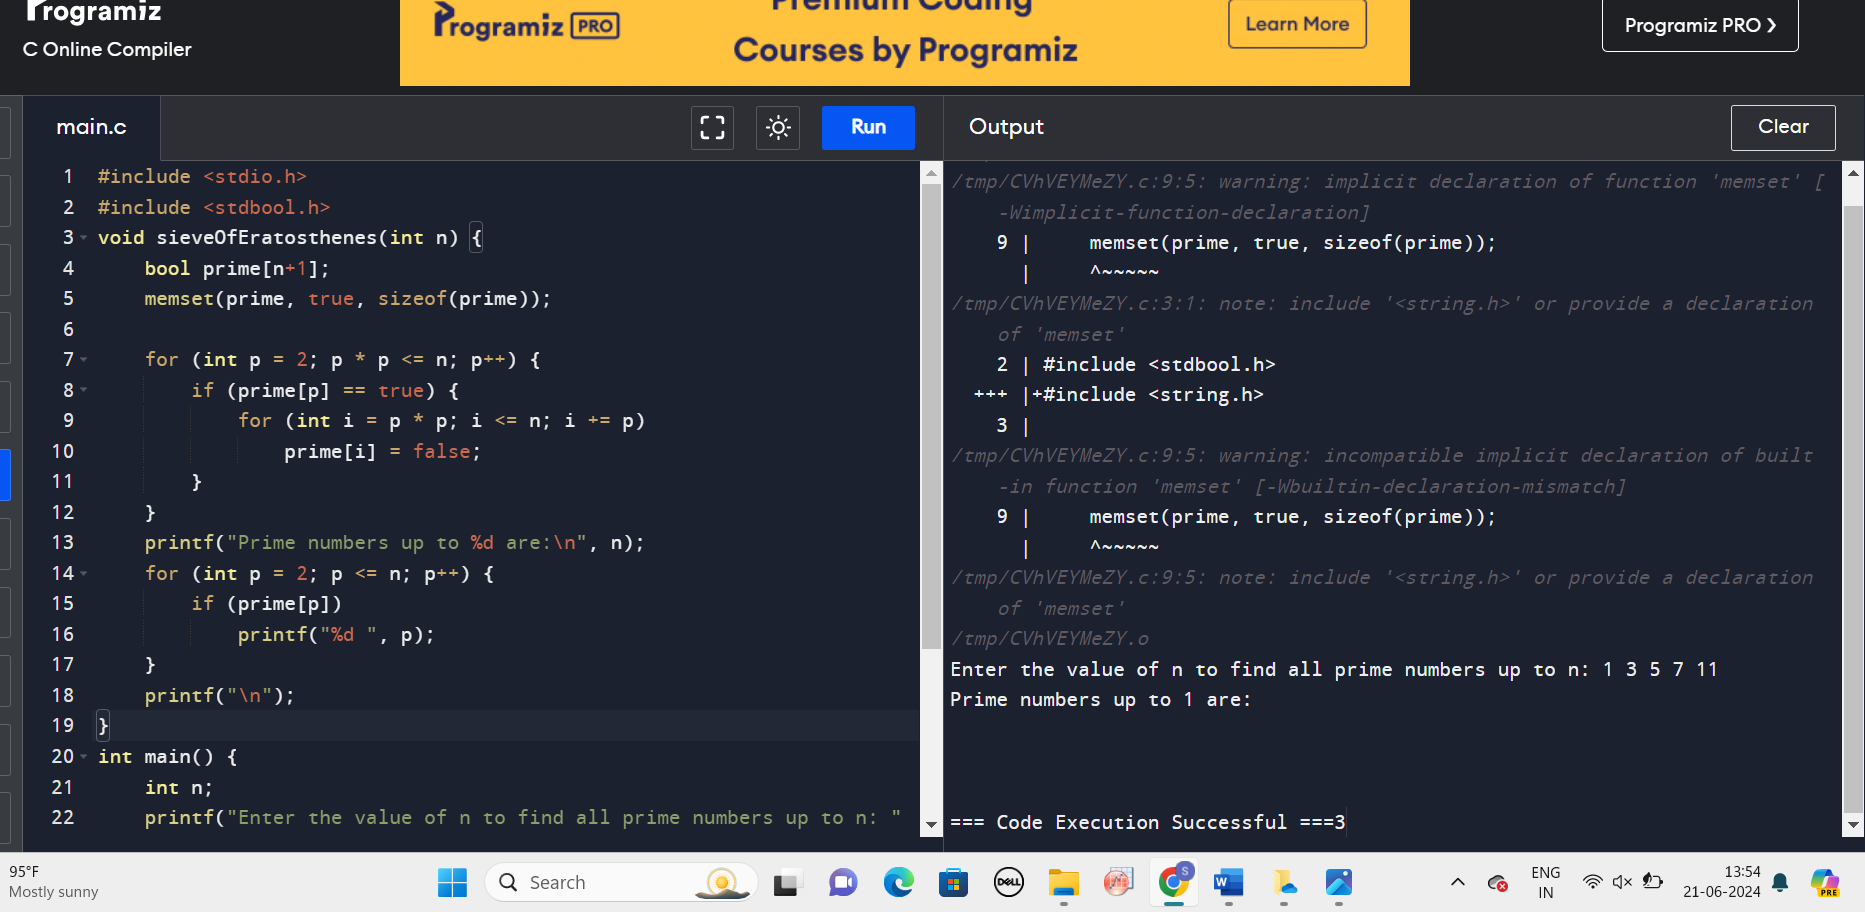 Programiz
C Online Compiler
Programiz PRO
Premium Coding
Courses by Programiz
Learn More
Programiz PRO ❯
main.c
Run
Output
Clear
1 #include <stdio.h>
2 #include <stdbool.h>
3 void sieveOfEratosthenes(int n) {
4 bool prime[n+1];
5 memset(prime, true, sizeof(prime));
6
7 for (int p = 2; p * p <= n; p++) {
8 if (prime[p] == true) {
9 for (int i = p * p; i <= n; i += p)
10 prime[i] = false;
11 }
12 }
13 printf("Prime numbers up to %d are:\n", n);
14 for (int p = 2; p <= n; p++) {
15 if (prime[p])
16 printf("%d ", p);
17 }
18 printf("\n");
19 }
20 int main() {
21 int n;
22 printf("Enter the value of n to find all prime numbers up to n: "
/tmp/CVhVEYMeZY.c:9:5: warning: implicit declaration of function 'memset' [
-Wimplicit-function-declaration]
9 | memset(prime, true, sizeof(prime));
| ^~~~~~
/tmp/CVhVEYMeZY.c:3:1: note: include '<string.h>' or provide a declaration
of 'memset'
2 | #include <stdbool.h>
+++ |+#include <string.h>
3 |
/tmp/CVhVEYMeZY.c:9:5: warning: incompatible implicit declaration of built
-in function 'memset' [-Wbuiltin-declaration-mismatch]
9 | memset(prime, true, sizeof(prime));
| ^~~~~~
/tmp/CVhVEYMeZY.c:9:5: note: include '<string.h>' or provide a declaration
of 'memset'
/tmp/CVhVEYMeZY.o
Enter the value of n to find all prime numbers up to n: 1 3 5 7 11
Prime numbers up to 1 are:
=== Code Execution Successful ===3
95°F
Mostly sunny
Search
DELL
S
W
ENG
IN
13:54
21-06-2024
PRE